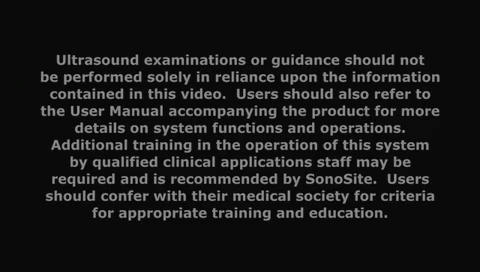 Ultrasound examinations or guidance should not
be performed solely in reliance upon the information
contained in this video.  Users should also refer to
the User Manual accompanying the product for more
details on system functions and operations.
Additional training in the operation of this system
by qualified clinical applications staff may be
required and is recommended by SonoSite.  Users
should confer with their medical society for criteria
for appropriate training and education.